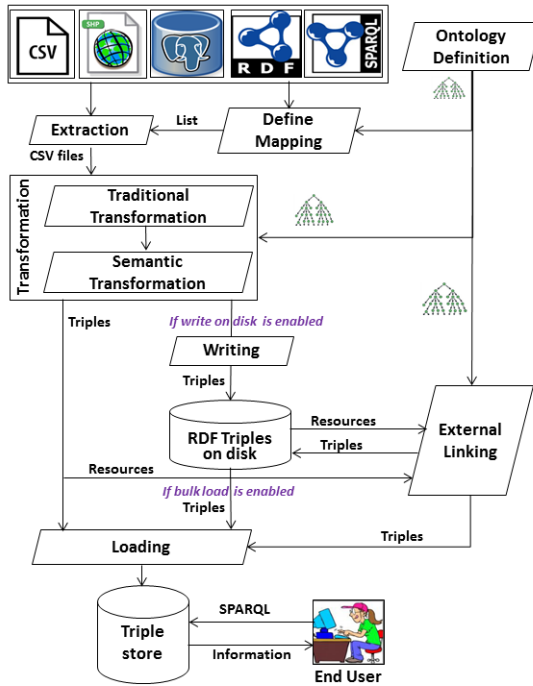 CSV
SHP
RDF
SPARQL
Ontology
Definition
Extraction
List
Define
Mapping
CSV files
Transformation
Traditional
Transformation
Semantic
Transformation
Triples
If write on disk is enabled
Writing
Triples
RDF Triples
on disk
Resources
Triples
External
Linking
Resources
If bulk load is enabled
Triples
Triples
Loading
Triple
store
SPARQL
Information
End User